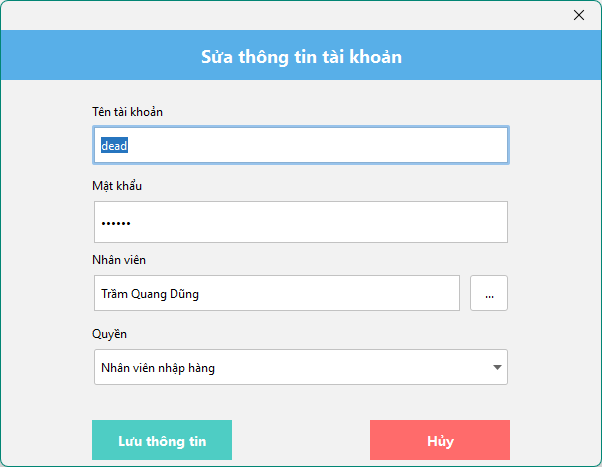 Sửa thông tin tài khoản
Tên tài khoản
dead
Mật khẩu
••••••
Nhân viên
Trầm Quang Dũng
...
Quyền
Nhân viên nhập hàng
Lưu thông tin
Hủy